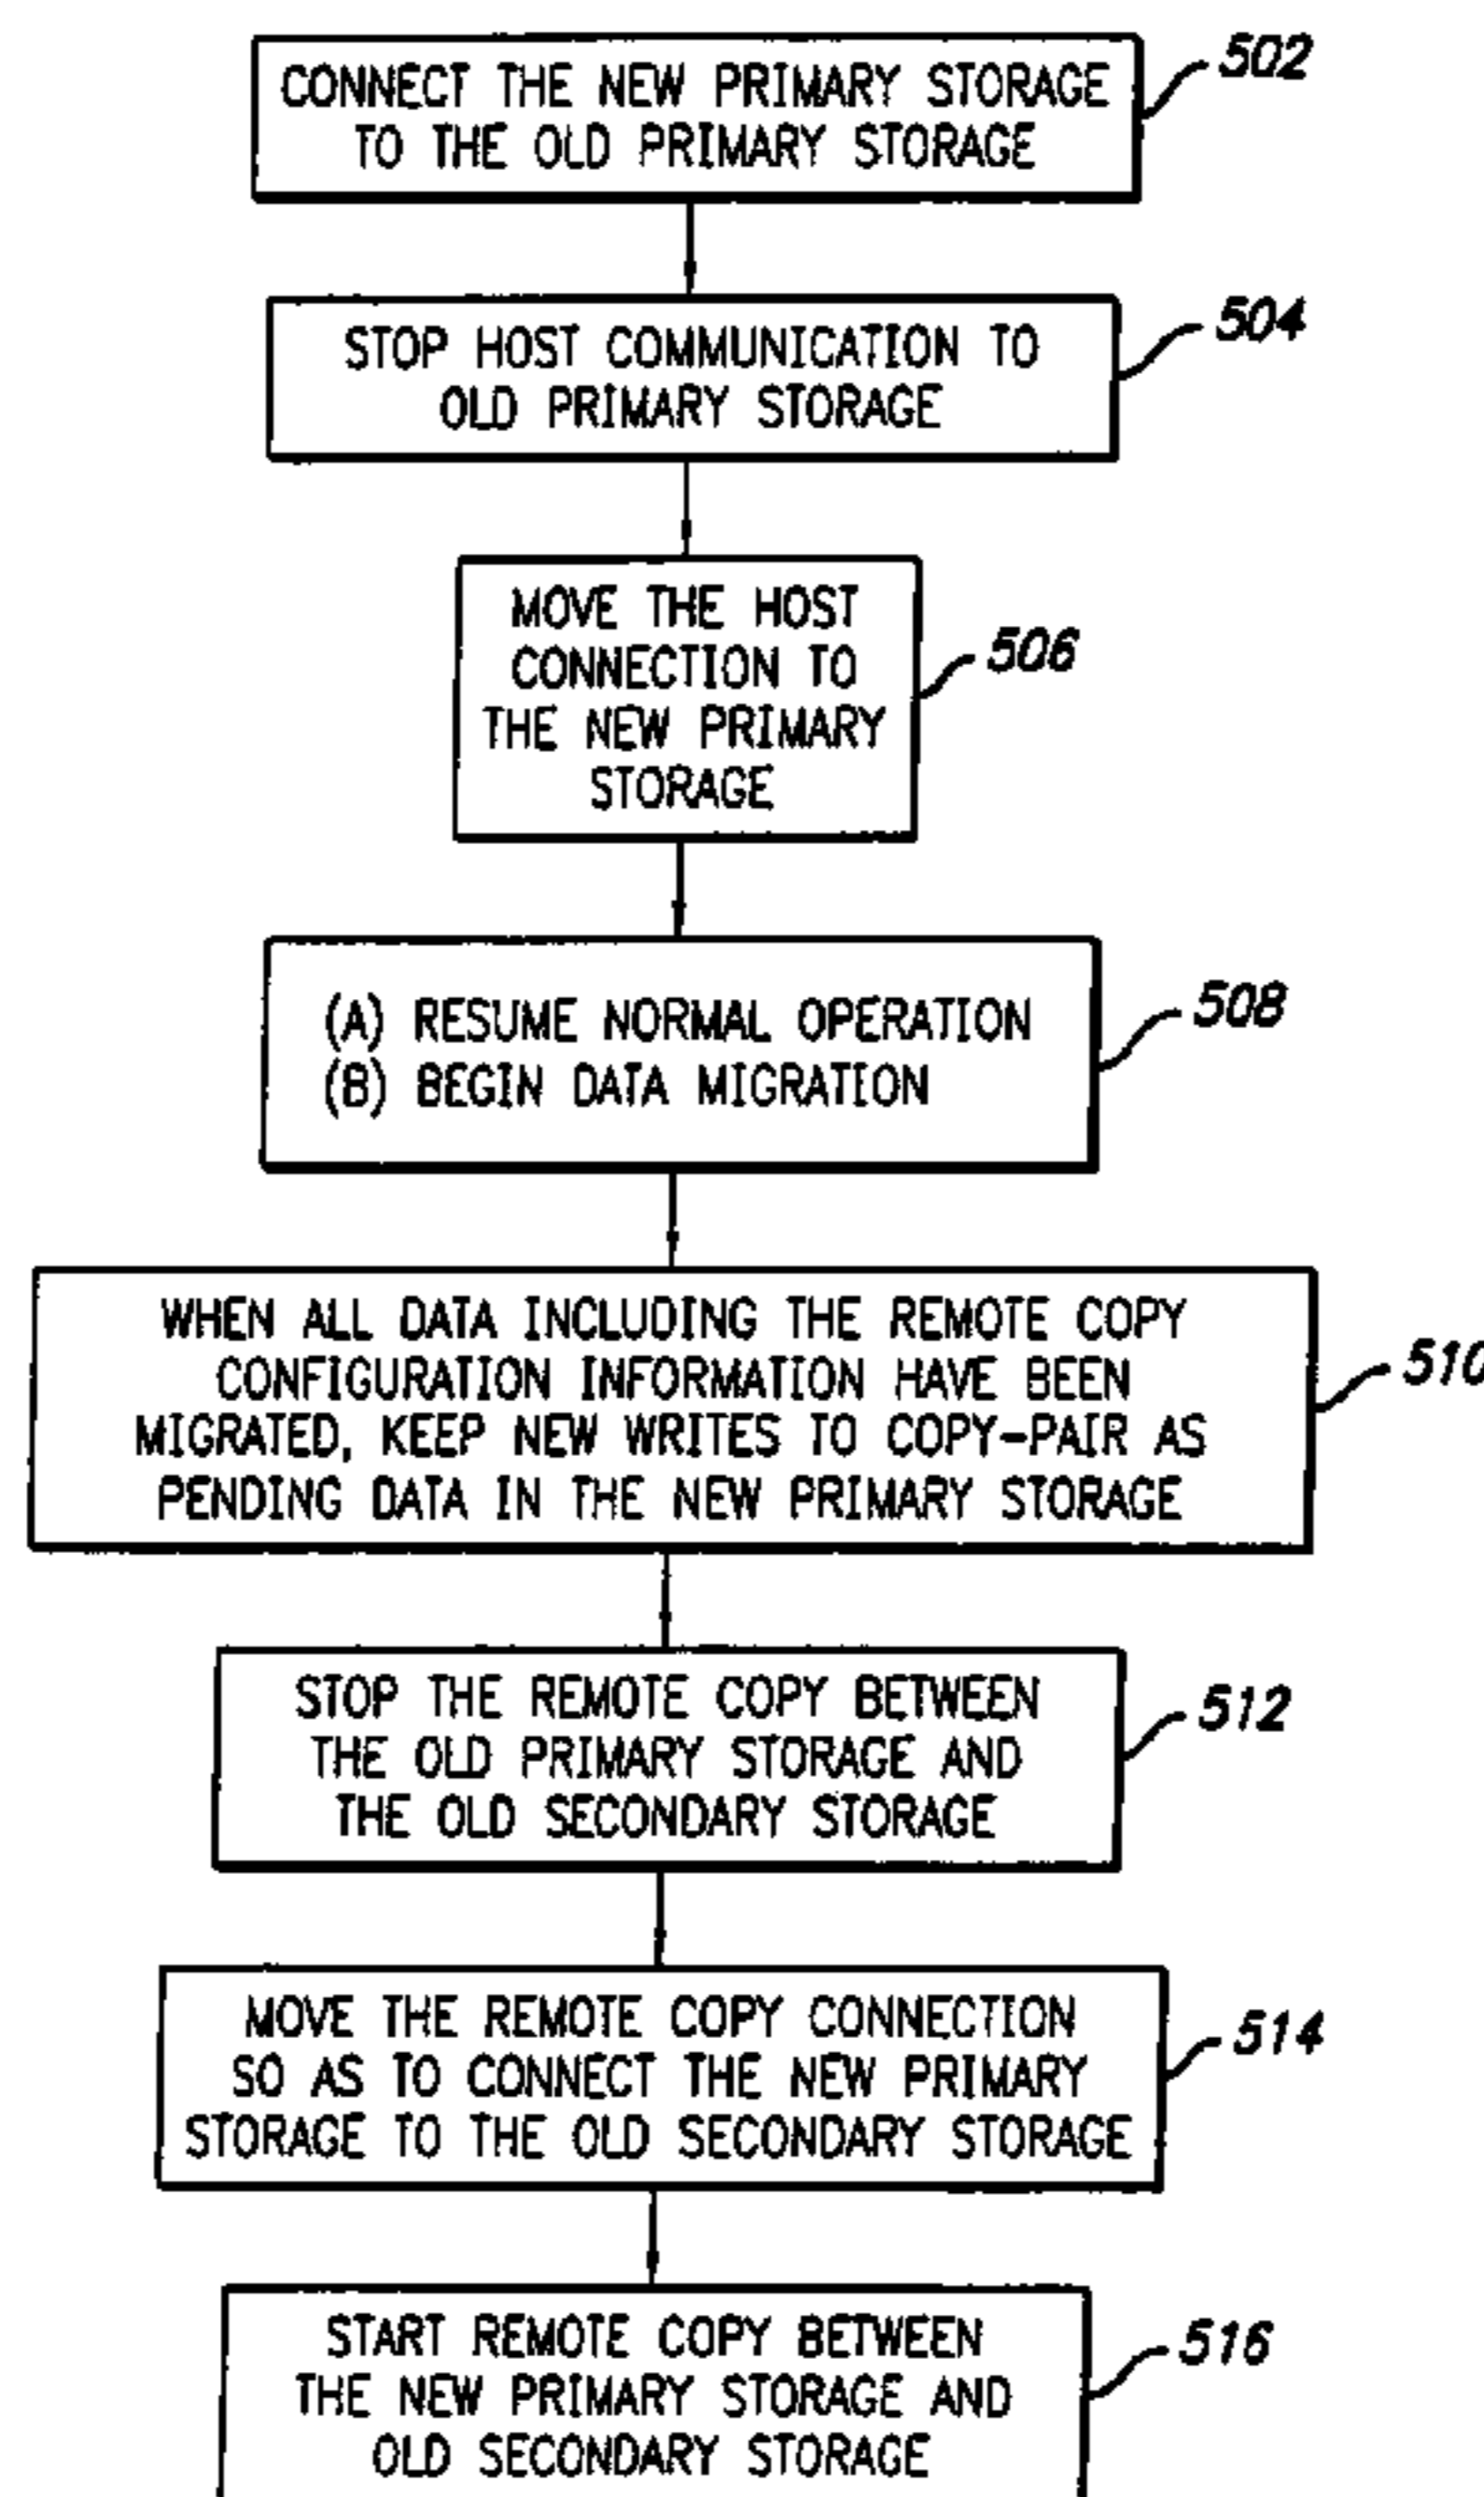 CONNECT THE NEW PRIMARY STORAGE
TO THE OLD PRIMARY STORAGE
502
STOP HOST COMMUNICATION TO
OLD PRIMARY STORAGE
504
MOVE THE HOST
CONNECTION TO
THE NEW PRIMARY
STORAGE
506
(A) RESUME NORMAL OPERATION
(B) BEGIN DATA MIGRATION
508
WHEN ALL DATA INCLUDING THE REMOTE COPY
CONFIGURATION INFORMATION HAVE BEEN
MIGRATED, KEEP NEW WRITES TO COPY-PAIR AS
PENDING DATA IN THE NEW PRIMARY STORAGE
510
STOP THE REMOTE COPY BETWEEN
THE OLD PRIMARY STORAGE AND
THE OLD SECONDARY STORAGE
512
MOVE THE REMOTE COPY CONNECTION
SO AS TO CONNECT THE NEW PRIMARY
STORAGE TO THE OLD SECONDARY STORAGE
514
START REMOTE COPY BETWEEN
THE NEW PRIMARY STORAGE AND
OLD SECONDARY STORAGE
516